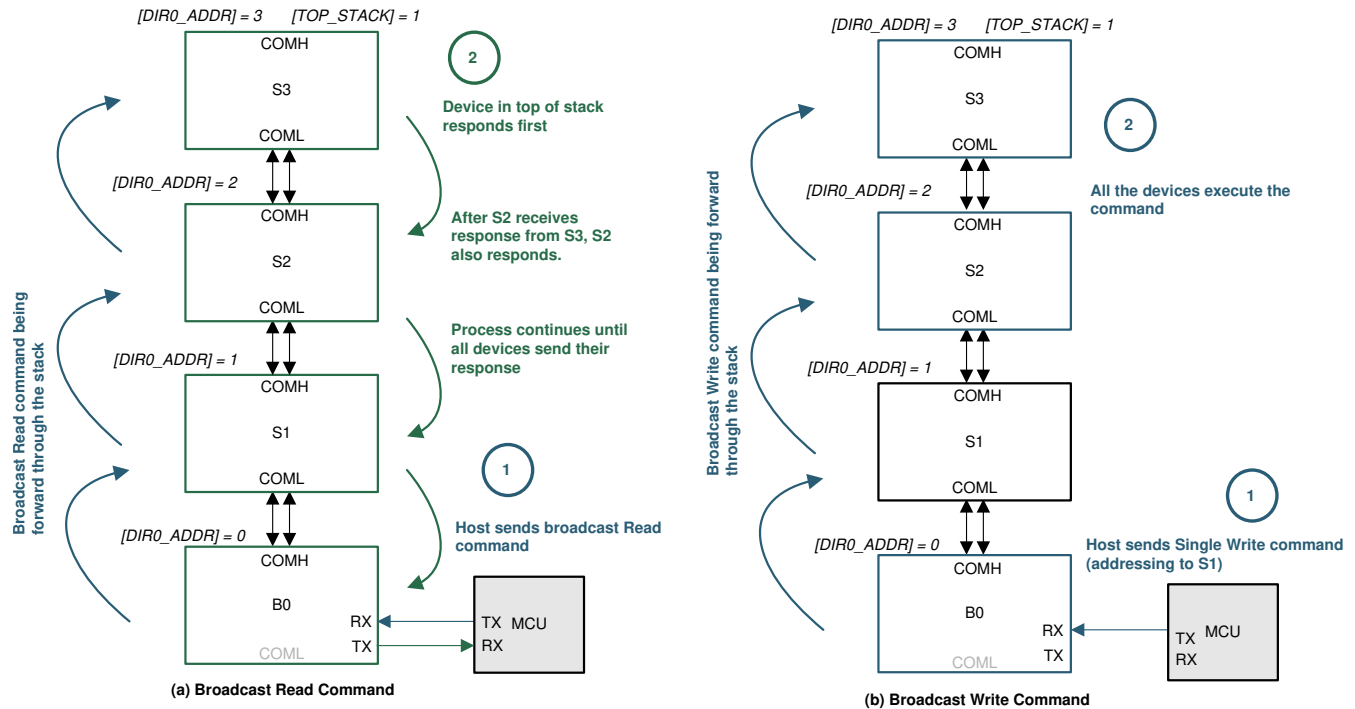 [DIR0_ADDR] = 3 [TOP_STACK] = 1
COMH
S3
COML
2
Device in top of stack
responds first
[DIR0_ADDR] = 2
COMH
S2
COML
After S2 receives
response from S3, S2
also responds.
Process continues until
all devices send their
response
[DIR0_ADDR] = 1
COMH
S1
COML
1
Host sends broadcast Read
command
[DIR0_ADDR] = 0
COMH
B0
RX
TX
COML
TX MCU
RX
Broadcast Read command being
forward through the stack
(a) Broadcast Read Command
[DIR0_ADDR] = 3 [TOP_STACK] = 1
COMH
S3
COML
2
All the devices execute the
command
[DIR0_ADDR] = 2
COMH
S2
COML
[DIR0_ADDR] = 1
COMH
S1
COML
1
Host sends Single Write command
(addressing to S1)
[DIR0_ADDR] = 0
COMH
B0
RX
TX
COML
TX MCU
RX
Broadcast Write command being forward
through the stack
(b) Broadcast Write Command